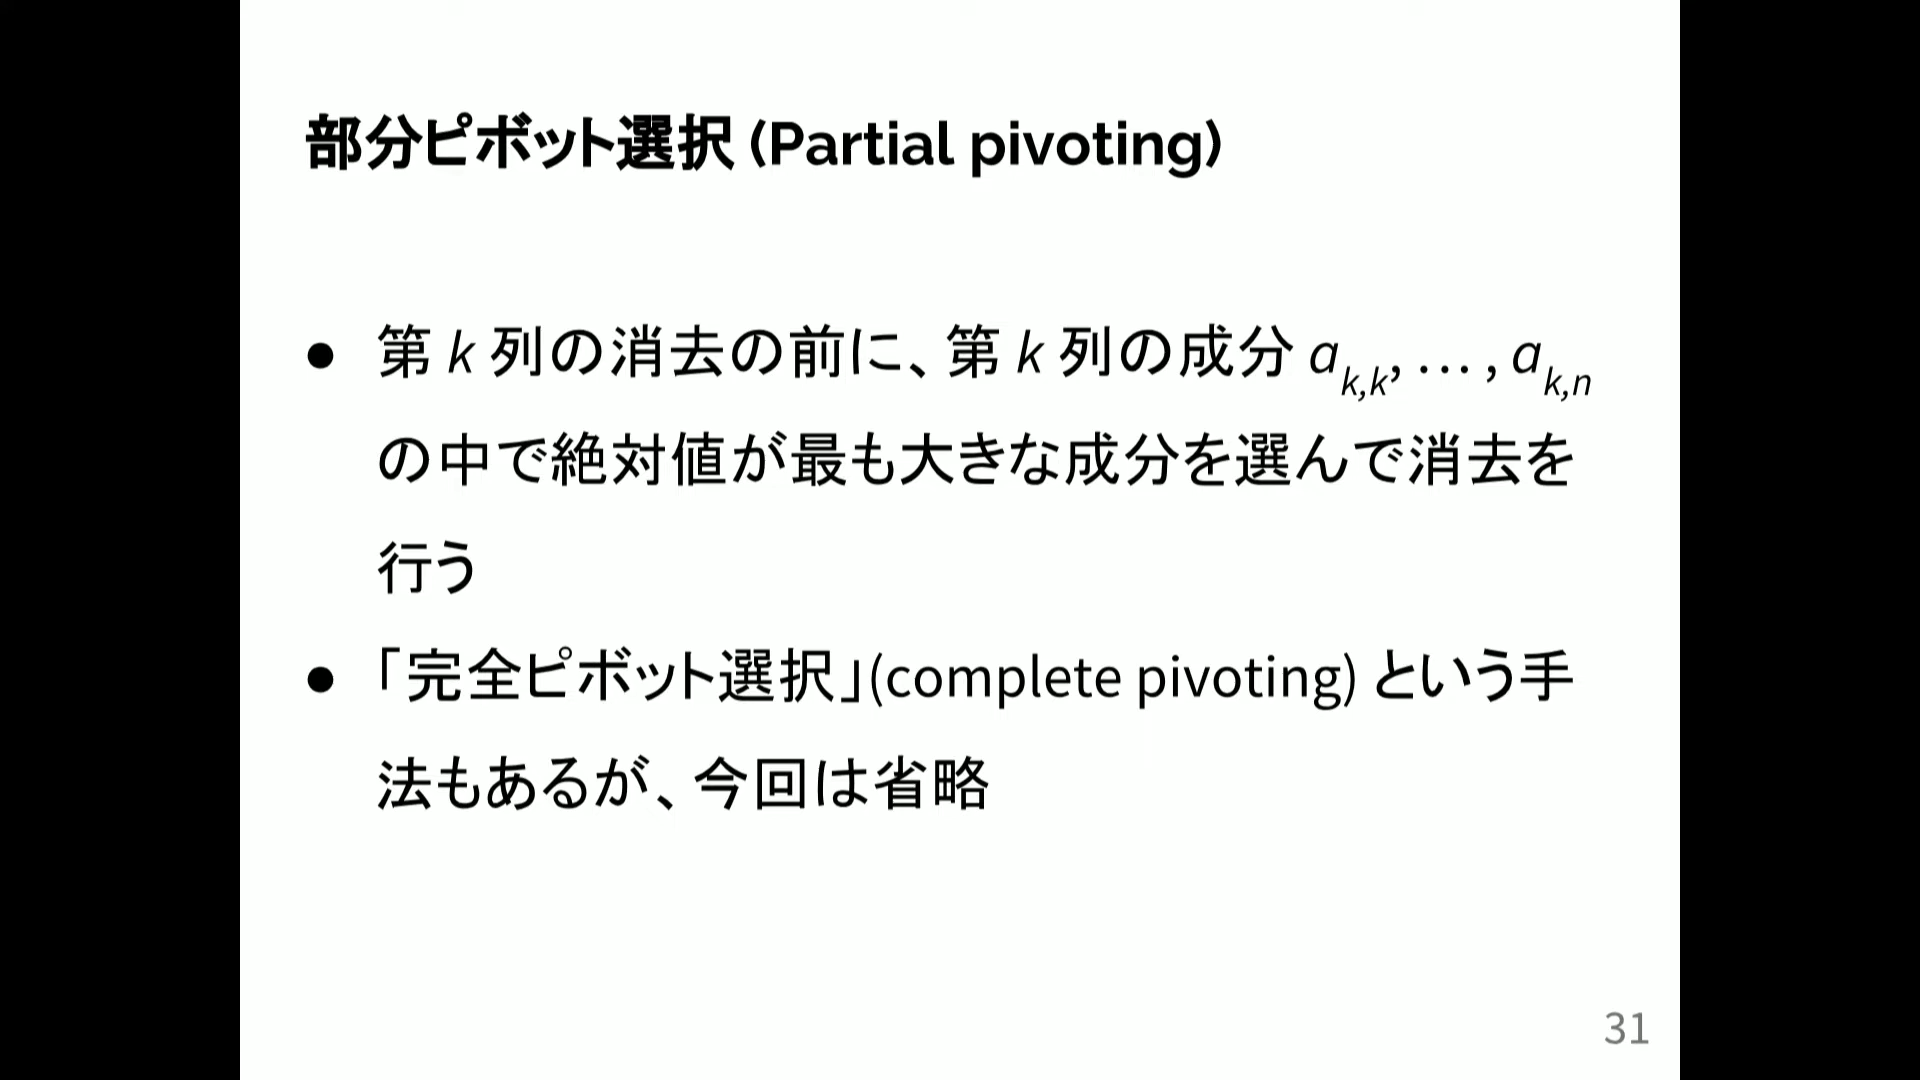 部分ピボット選択 (Partial pivoting)
● 第 k 列の消去の前に、第 k 列の成分 a_{k,k}, … , a_{k,n}
の中で絶対値が最も大きな成分を選んで消去を
行う
● 「完全ピボット選択」(complete pivoting) という手
法もあるが、今回は省略
31